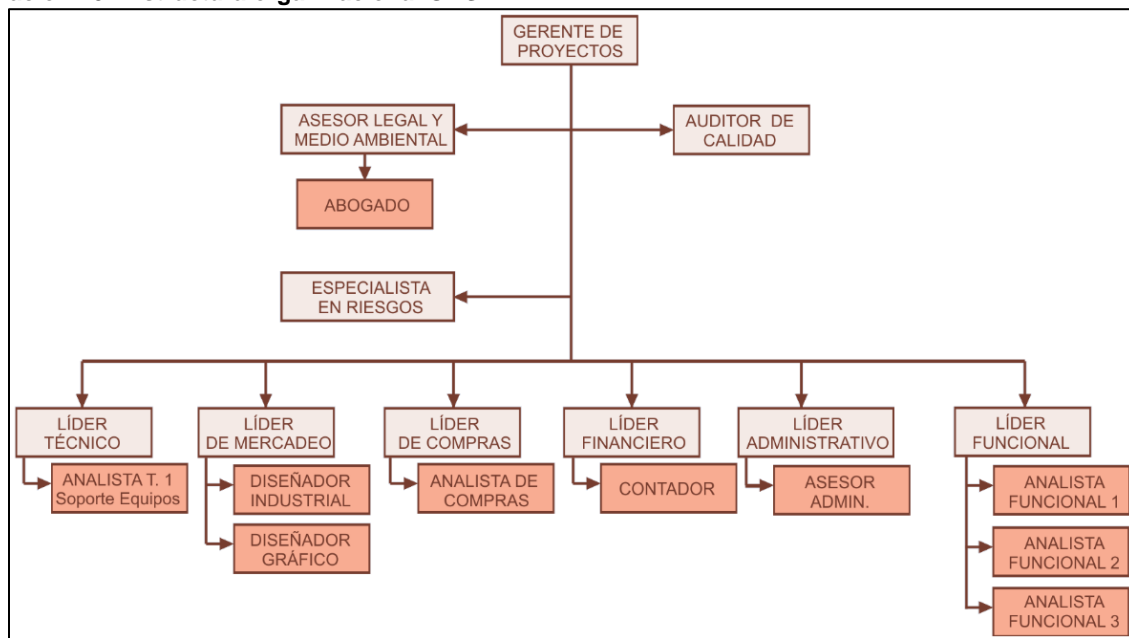 GERENTE DE
PROYECTOS
ASESOR LEGAL Y
MEDIO AMBIENTAL
AUDITOR DE
CALIDAD
ABOGADO
ESPECIALISTA
EN RIESGOS
LÍDER
TÉCNICO
ANALISTA T. 1
Soporte Equipos
LÍDER
DE MERCADEO
DISEÑADOR
INDUSTRIAL
DISEÑADOR
GRÁFICO
LÍDER
DE COMPRAS
ANALISTA DE
COMPRAS
LÍDER
FINANCIERO
CONTADOR
LÍDER
ADMINISTRATIVO
ASESOR
ADMIN.
LÍDER
FUNCIONAL
ANALISTA
FUNCIONAL 1
ANALISTA
FUNCIONAL 2
ANALISTA
FUNCIONAL 3